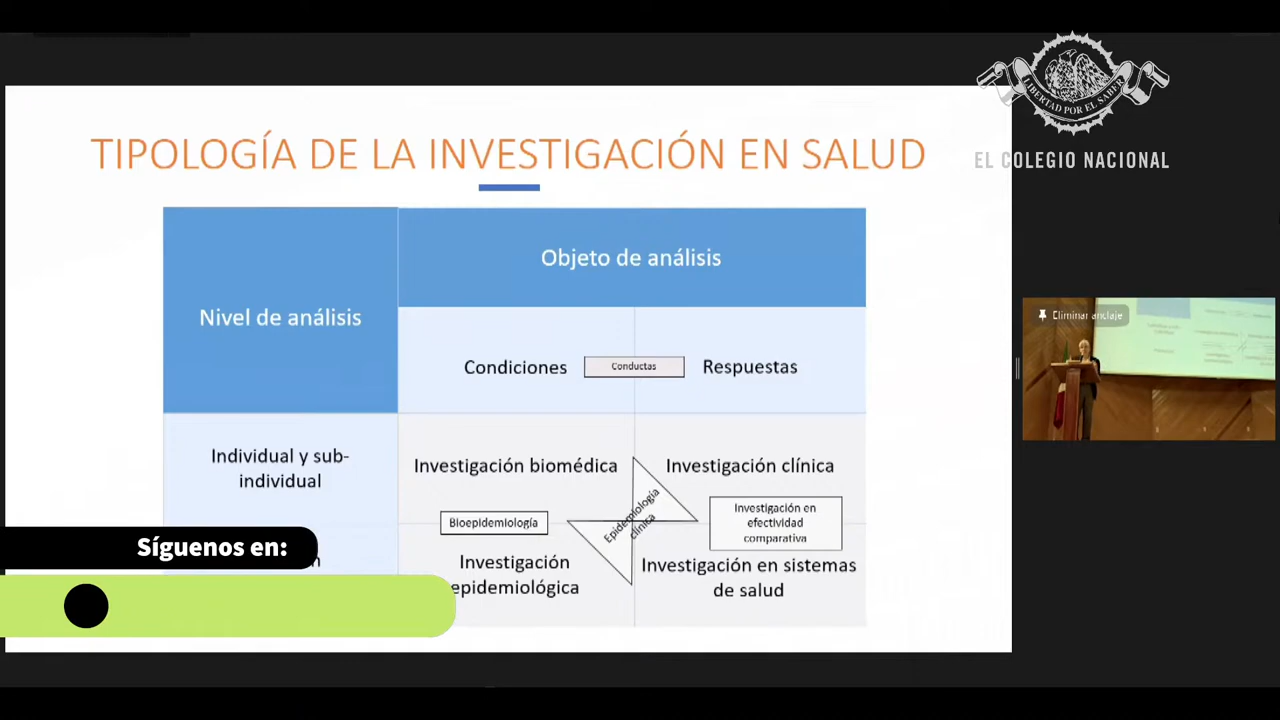 LIBERTAD POR EL SABER
EL COLEGIO NACIONAL
TIPOLOGÍA DE LA INVESTIGACIÓN EN SALUD
Nivel de análisis
Objeto de análisis
Condiciones
Conductas
Respuestas
Eliminar anclaje
Individual y sub-
individual
Investigación biomédica
Investigación clínica
Bioepidemiología
Epidemiología
clínica
Investigación en
efectividad
comparativa
Investigación
epidemiológica
Investigación en sistemas
de salud
Síguenos en: